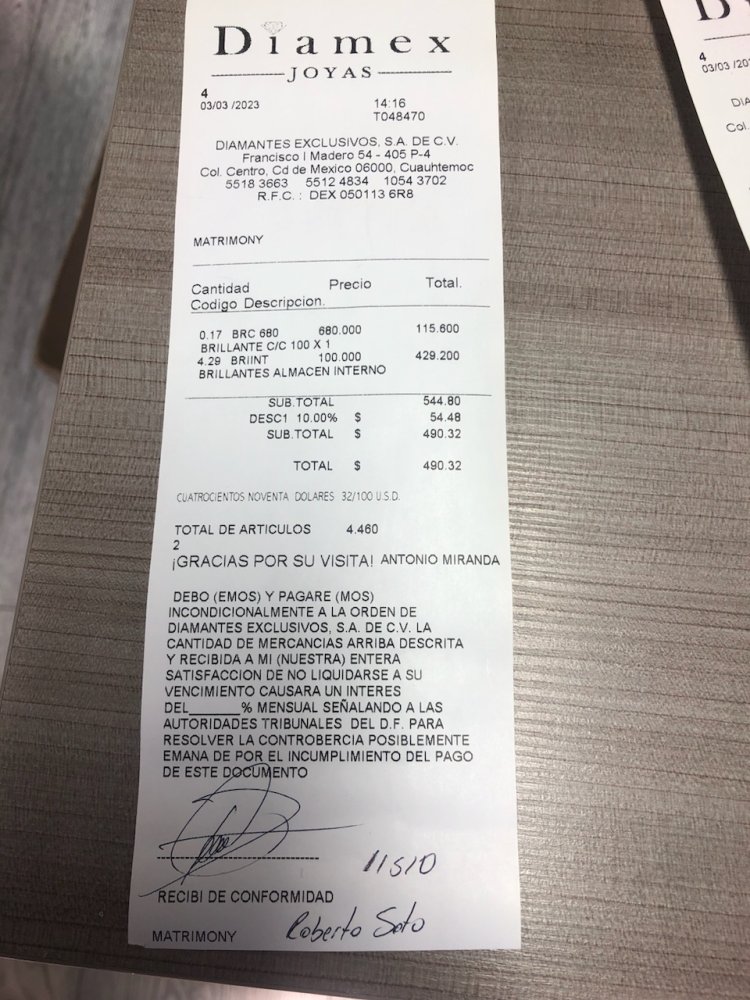 Diamex
JOYAS
4
03/03 /2023 14:16
T048470
DIAMANTES EXCLUSIVOS, S.A. DE C.V.
Francisco I Madero 54 - 405 P-4
Col. Centro, Cd de Mexico 06000, Cuauhtemoc
5518 3663 5512 4834 1054 3702
R.F.C. : DEX 050113 6R8
MATRIMONY
Cantidad Precio Total.
Codigo Descripcion.
0.17 BRC 680 680.000 115.600
BRILLANTE C/C 100 X 1
4.29 BRIINT 100.000 429.200
BRILLANTES ALMACEN INTERNO
SUB.TOTAL 544.80
DESC1 10.00% $ 54.48
SUB.TOTAL $ 490.32
TOTAL $ 490.32
CUATROCIENTOS NOVENTA DOLARES 32/100 U.S.D.
TOTAL DE ARTICULOS 4.460
2
¡GRACIAS POR SU VISITA! ANTONIO MIRANDA
DEBO (EMOS) Y PAGARE (MOS)
INCONDICIONALMENTE A LA ORDEN DE
DIAMANTES EXCLUSIVOS, S.A. DE C.V. LA
CANTIDAD DE MERCANCIAS ARRIBA DESCRITA
Y RECIBIDA A MI (NUESTRA) ENTERA
SATISFACCION DE NO LIQUIDARSE A SU
VENCIMIENTO CAUSARA UN INTERES
DEL_______% MENSUAL SEÑALANDO A LAS
AUTORIDADES TRIBUNALES DEL D.F. PARA
RESOLVER LA CONTROBERCIA POSIBLEMENTE
EMANA DE POR EL INCUMPLIMIENTO DEL PAGO
DE ESTE DOCUMENTO
RECIBI DE CONFORMIDAD
MATRIMONY Roberto Soto
4
03/03 /20
DIA
Col.